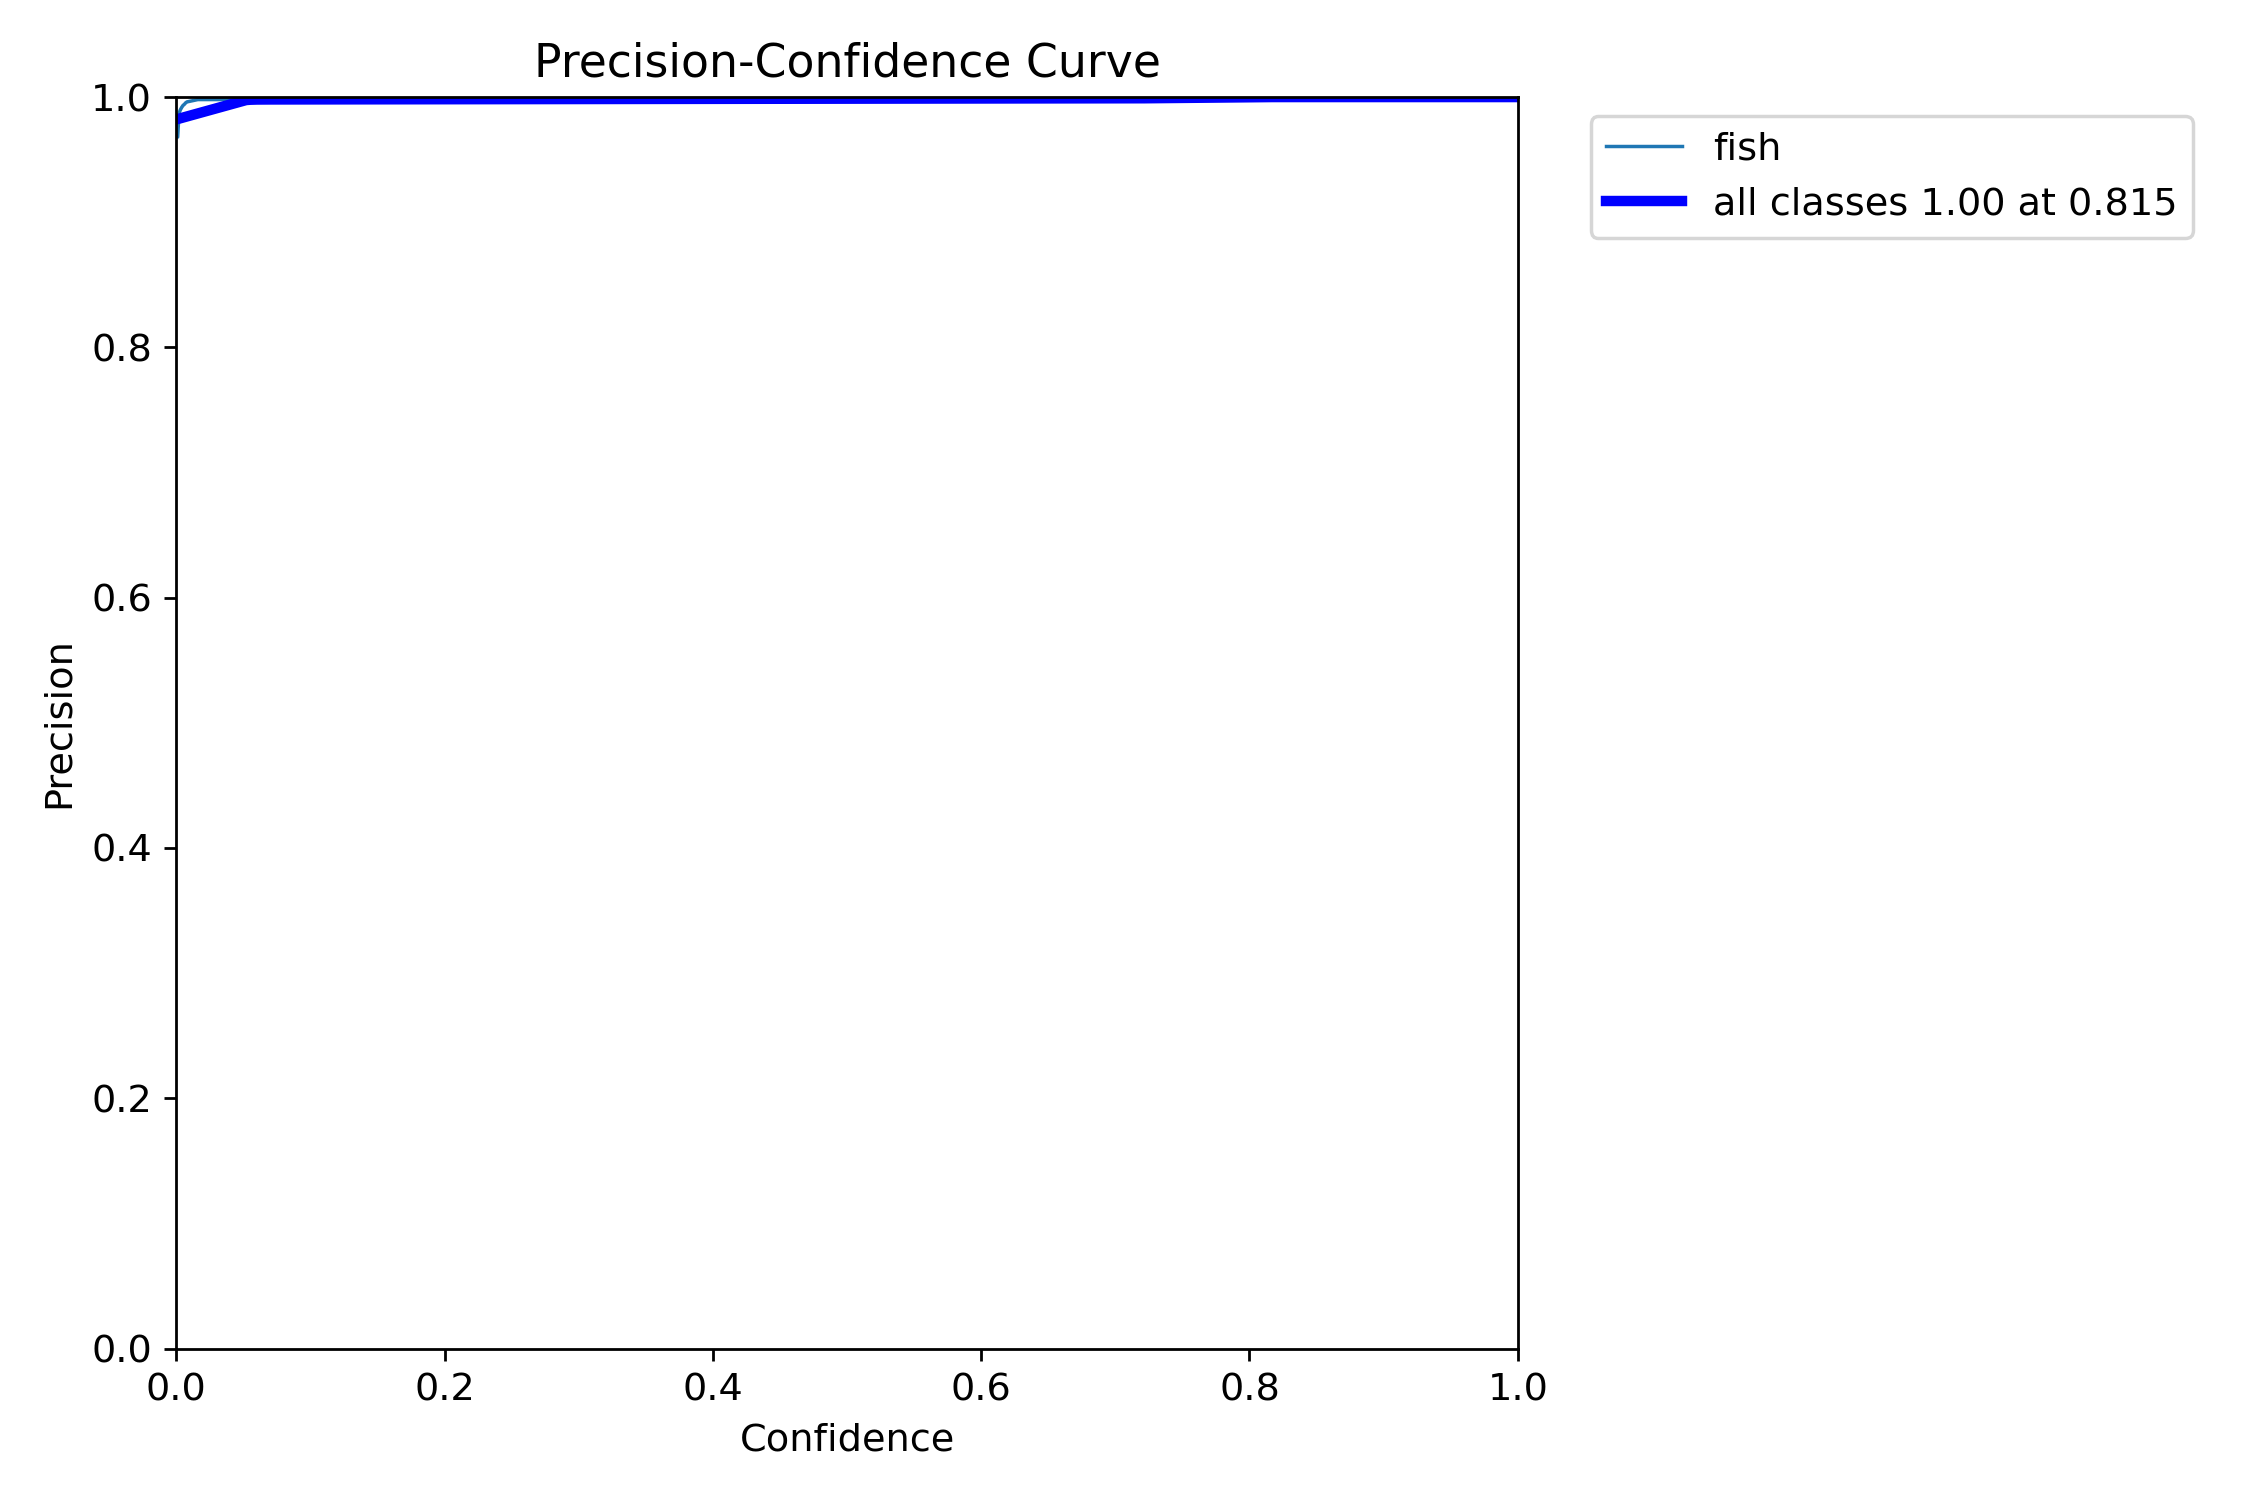 Precision-Confidence Curve
1.0
0.8
0.6
0.4
0.2
0.0
Precision
0.0 0.2 0.4 0.6 0.8 1.0
Confidence
fish
all classes 1.00 at 0.815